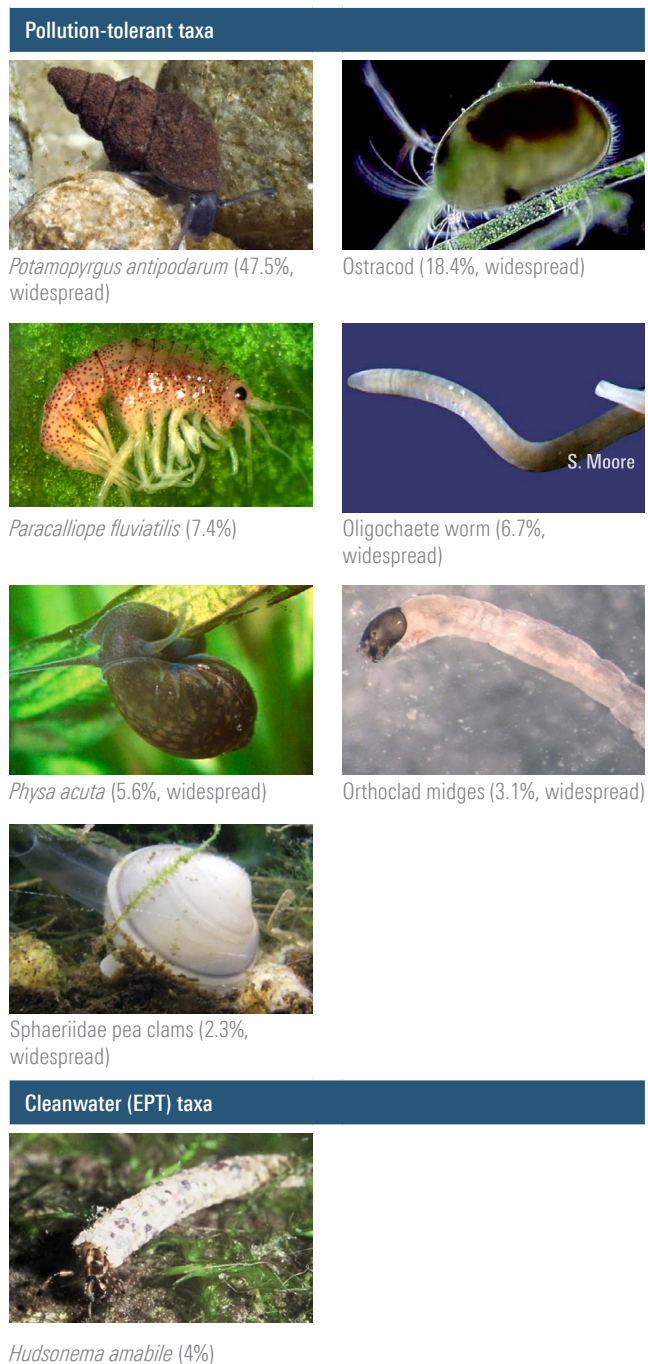 Pollution-tolerant taxa
Potamopyrgus antipodarum (47.5%,
widespread)
Ostracod (18.4%, widespread)
S. Moore
Paracalliope fluviatilis (7.4%)
Oligochaete worm (6.7%,
widespread)
Physa acuta (5.6%, widespread)
Orthoclad midges (3.1%, widespread)
Sphaeriidae pea clams (2.3%,
widespread)
Cleanwater (EPT) taxa
Hudsonema amabile (4%)